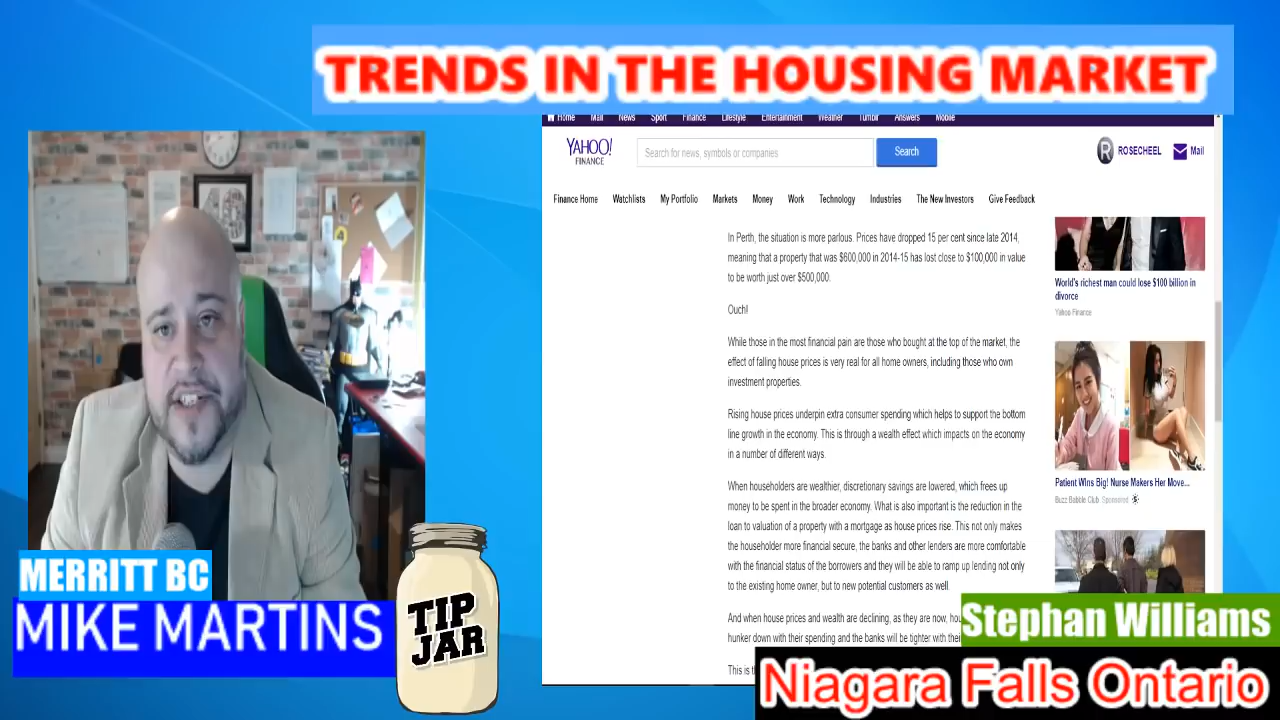 TRENDS IN THE HOUSING MARKET
Home Mail News Sport Finance Lifestyle Entertainment Weather Tumblr Answers Mobile
YAHOO!
FINANCE
Search for news, symbols or companies
Search
R ROSECHEEL
Mail
Finance Home Watchlists My Portfolio Markets Money Work Technology Industries The New Investors Give Feedback
In Perth, the situation is more parlous. Prices have dropped 15 per cent since late 2014,
meaning that a property that was $600,000 in 2014-15 has lost close to $100,000 in value
to be worth just over $500,000.
Ouch!
While those in the most financial pain are those who bought at the top of the market, the
effect of falling house prices is very real for all home owners, including those who own
investment properties.
Rising house prices underpin extra consumer spending which helps to support the bottom
line growth in the economy. This is through a wealth effect which impacts on the economy
in a number of different ways.
When householders are wealthier, discretionary savings are lowered, which frees up
money to be spent in the broader economy. What is also important is the reduction in the
loan to valuation of a property with a mortgage as house prices rise. This not only makes
the householder more financial secure, the banks and other lenders are more comfortable
with the financial status of the borrowers and they will be able to ramp up lending not only
to the existing home owner, but to new potential customers as well.
And when house prices and wealth are declining, as they are now, hou
hunker down with their spending and the banks will be tighter with thei
This is t
World's richest man could lose $100 billion in
divorce
Yahoo Finance
Patient Wins Big! Nurse Makers Her Move...
Buzz Babble Club Sponsored
MERRITT BC
MIKE MARTINS
TIP
JAR
Stephan Williams
Niagara Falls Ontario